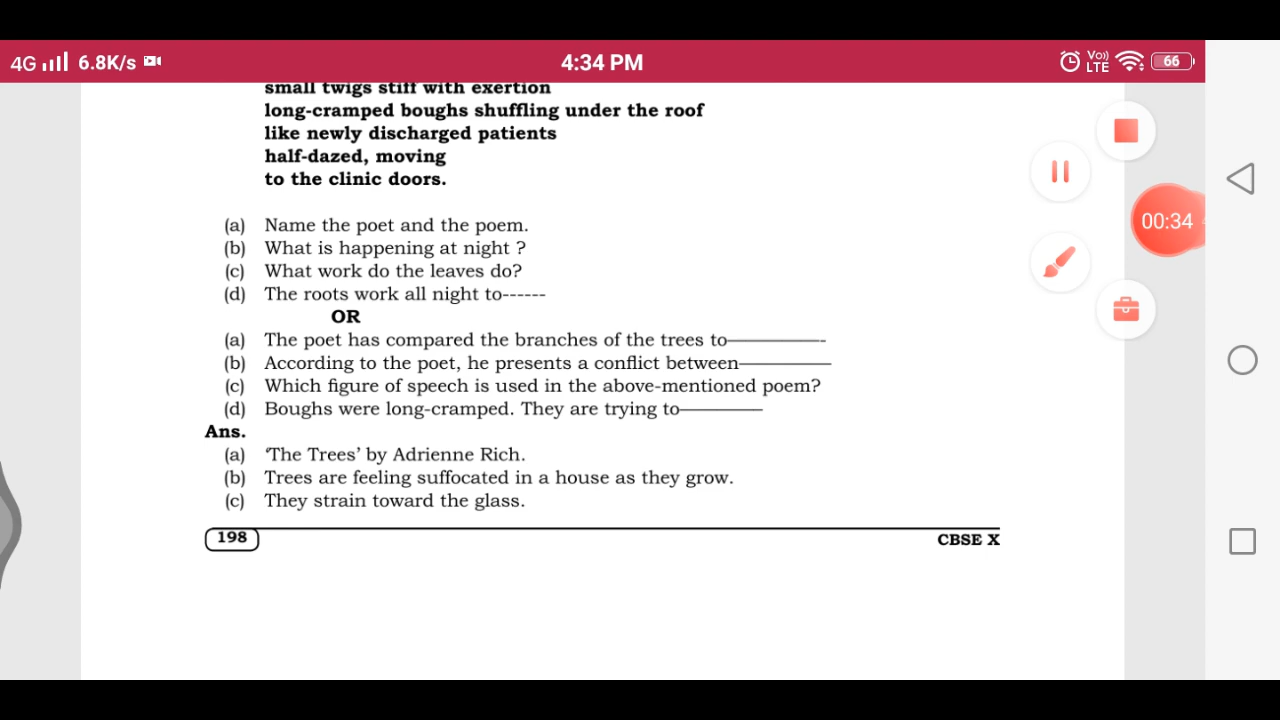 4G 6.8K/s 4:34 PM Vo)) LTE 66
small twigs stiff with exertion
long-cramped boughs shuffling under the roof
like newly discharged patients
half-dazed, moving
to the clinic doors.
(a) Name the poet and the poem.
(b) What is happening at night ?
(c) What work do the leaves do?
(d) The roots work all night to------
OR
(a) The poet has compared the branches of the trees to—————-
(b) According to the poet, he presents a conflict between—————
(c) Which figure of speech is used in the above-mentioned poem?
(d) Boughs were long-cramped. They are trying to————
Ans.
(a) 'The Trees' by Adrienne Rich.
(b) Trees are feeling suffocated in a house as they grow.
(c) They strain toward the glass.
198 CBSE X
00:34